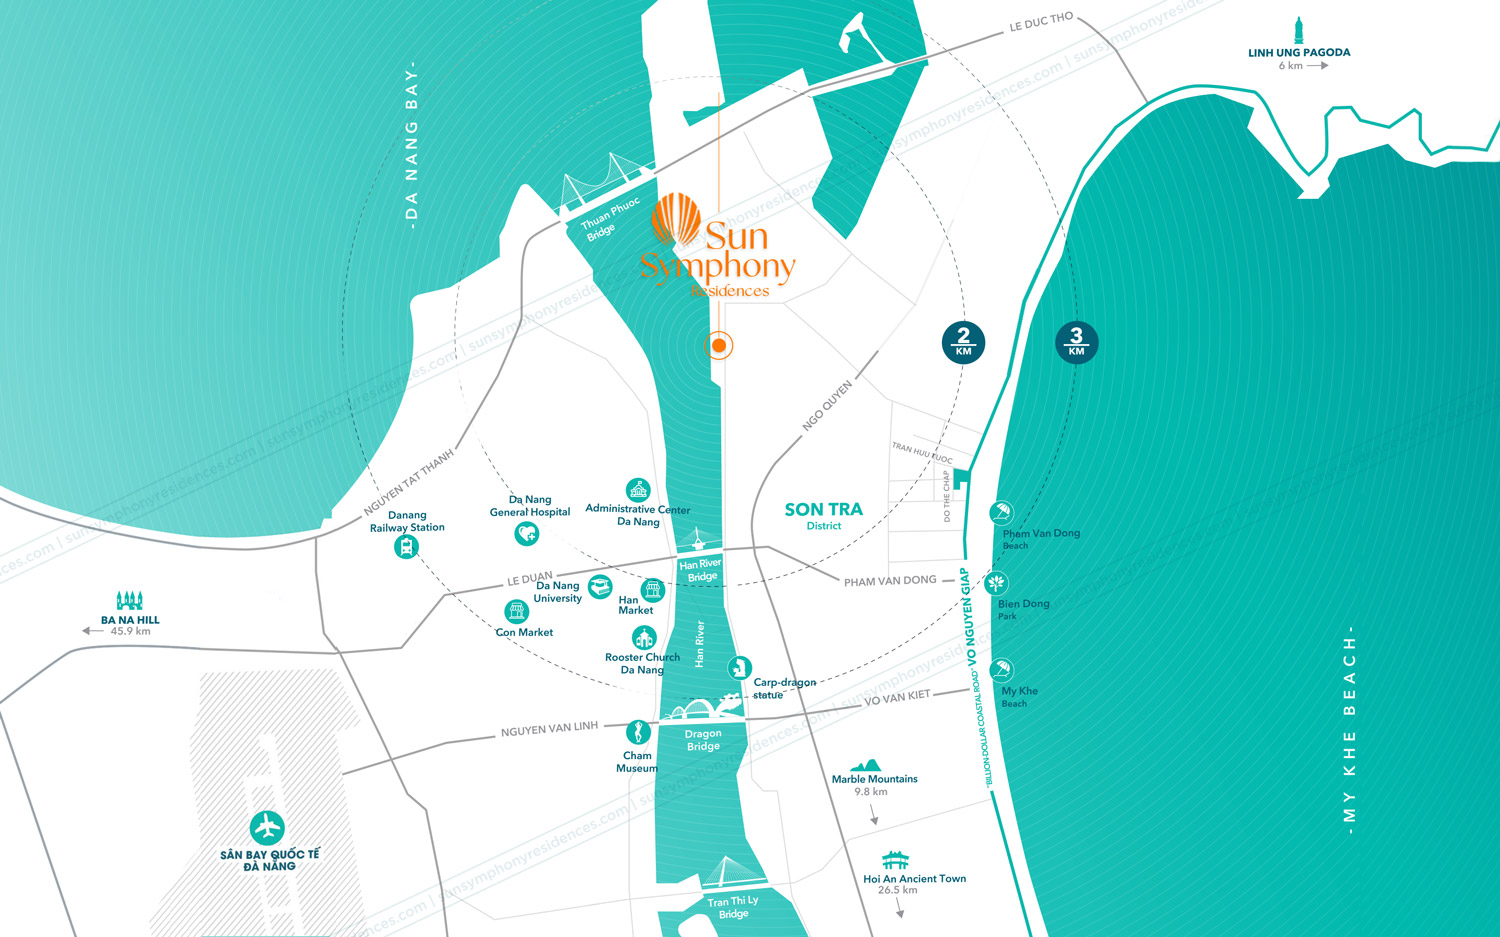 LE DUC THO
LINH UNG PAGODA
6 km
-DA NANG BAY-
Thuan Phuoc
Bridge
Sun
Symphony
Residences
2
KM
3
KM
NGO QUYEN
NGUYEN TAT THANH
TRAN HUU TUOC
DO THE CHAP
Danang
Railway Station
Da Nang
General Hospital
Administrative Center
Da Nang
SON TRA
District
Pham Van Dong
Beach
Han River
Bridge
LE DUAN
PHAM VAN DONG
Da Nang
University
Han
Market
Con Market
Bien Dong
Park
BA NA HILL
45.9 km
Han River
Rooster Church
Da Nang
Carp-dragon
statue
"BILLION-DOLLAR COASTAL ROAD" VO NGUYEN GIAP
My Khe
Beach
-MY KHE BEACH-
VO VAN KIET
NGUYEN VAN LINH
Dragon
Bridge
Cham
Museum
Marble Mountains
9.8 km
SÂN BAY QUỐC TẾ
ĐÀ NẴNG
Hoi An Ancient Town
26.5 km
Tran Thi Ly
Bridge
sunsymphonyresidences.com | sunsymphonyresidences.com